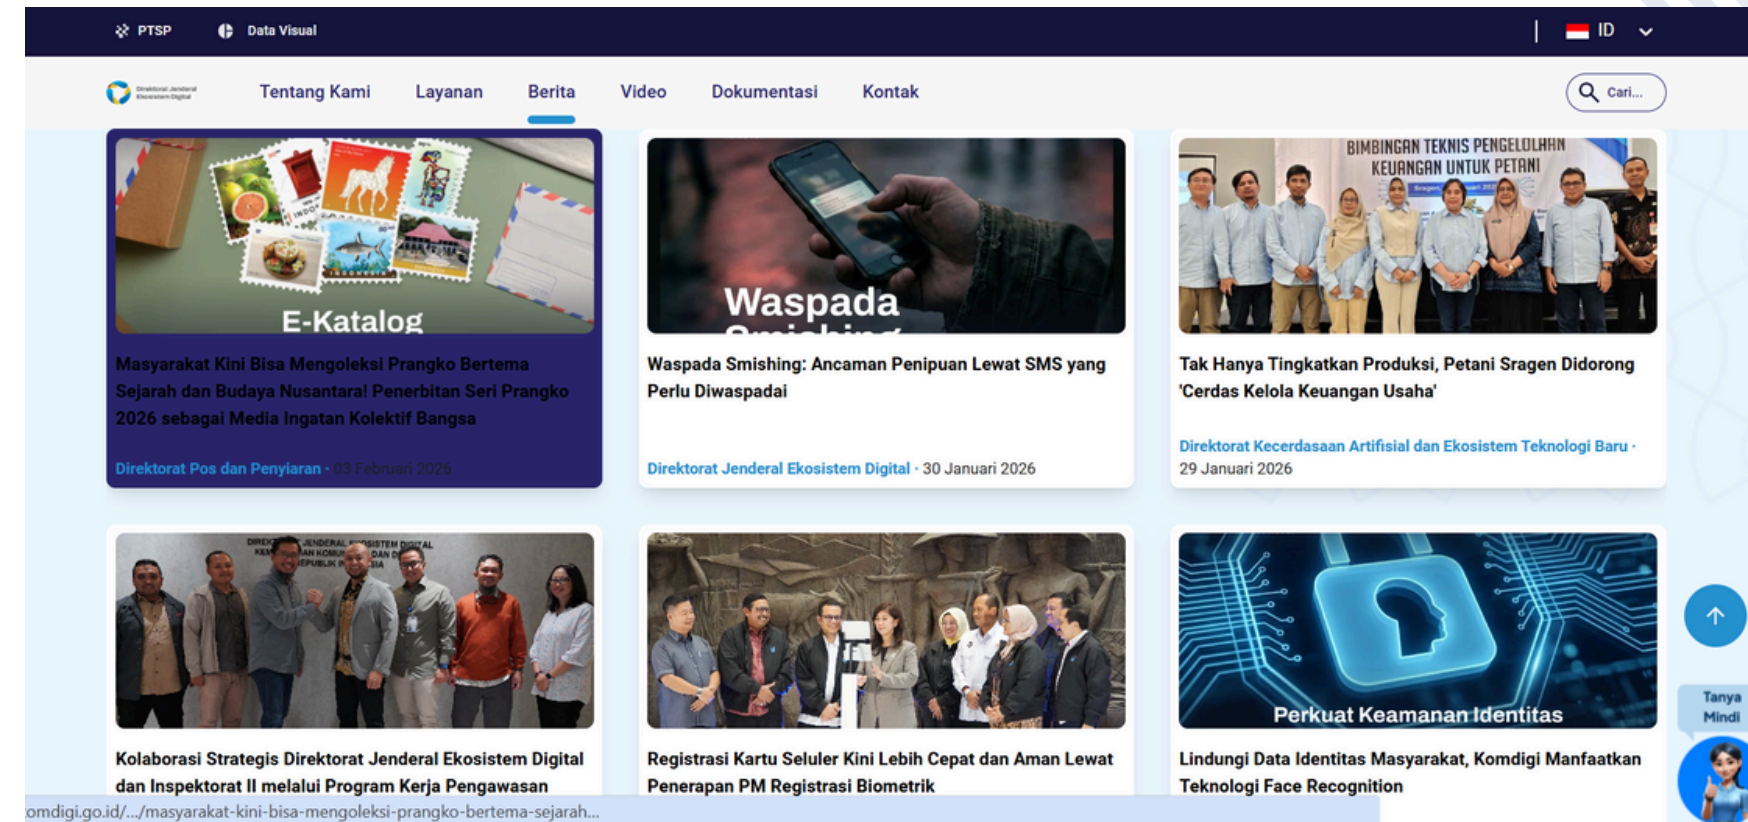 PTSP
Data Visual
ID
Direktorat Jenderal
Ekosistem Digital
Tentang Kami
Layanan
Berita
Video
Dokumentasi
Kontak
Cari...
E-Katalog
Masyarakat Kini Bisa Mengoleksi Prangko Bertema
Sejarah dan Budaya Nusantara! Penerbitan Seri Prangko
2026 sebagai Media Ingatan Kolektif Bangsa
Direktorat Pos dan Penyiaran · 03 Februari 2026
Waspada
Smishing
Waspada Smishing: Ancaman Penipuan Lewat SMS yang
Perlu Diwaspadai
Direktorat Jenderal Ekosistem Digital · 30 Januari 2026
BIMBINGAN TEKNIS PENGELOLAAN
KEUANGAN UNTUK PETANI
Tak Hanya Tingkatkan Produksi, Petani Sragen Didorong
'Cerdas Kelola Keuangan Usaha'
Direktorat Kecerdasaan Artifisial dan Ekosistem Teknologi Baru ·
29 Januari 2026
Kolaborasi Strategis Direktorat Jenderal Ekosistem Digital
dan Inspektorat II melalui Program Kerja Pengawasan
Registrasi Kartu Seluler Kini Lebih Cepat dan Aman Lewat
Penerapan PM Registrasi Biometrik
Perkuat Keamanan Identitas
Lindungi Data Identitas Masyarakat, Komdigi Manfaatkan
Teknologi Face Recognition
Tanya
Mindi
omdigi.go.id/.../masyarakat-kini-bisa-mengoleksi-prangko-bertema-sejarah...